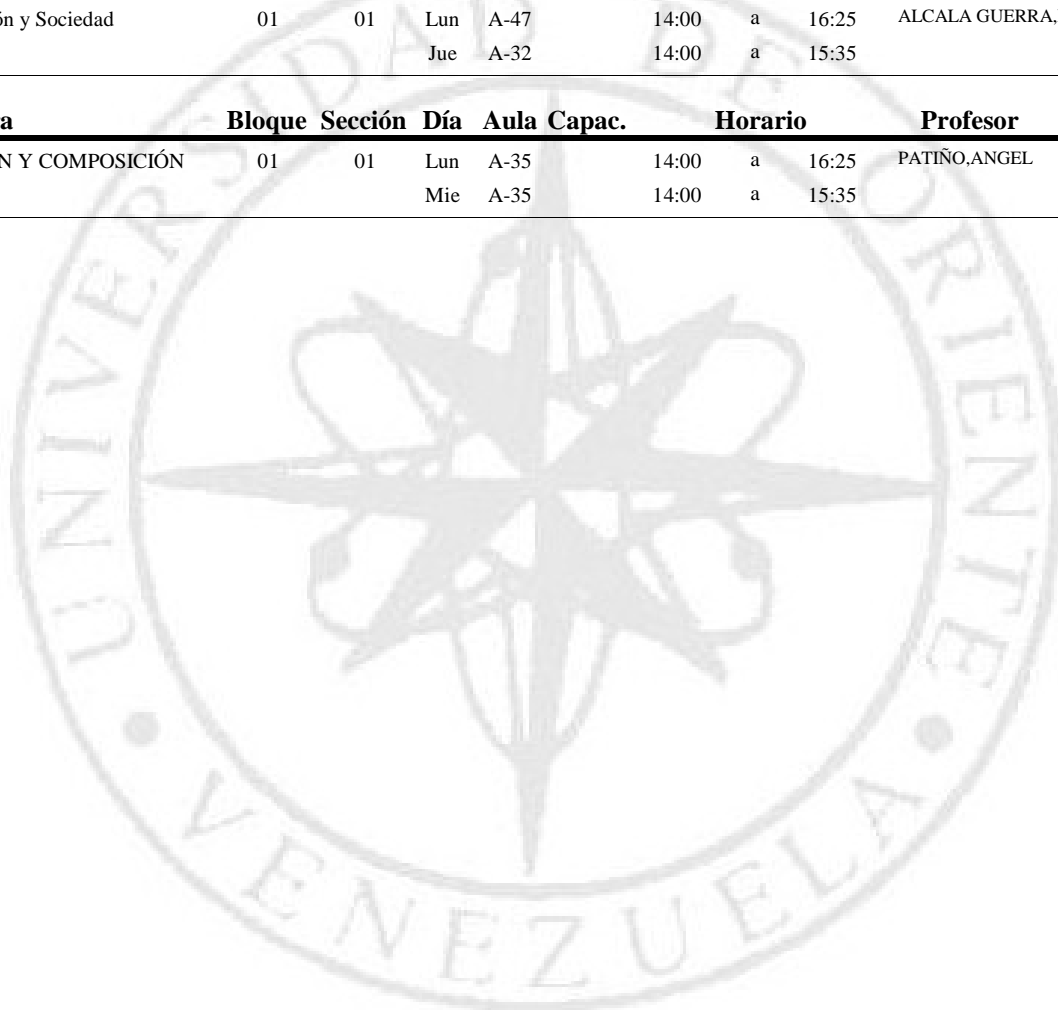 ón y Sociedad 01 01 Lun A-47 14:00 a 16:25 ALCALA GUERRA,
Jue A-32 14:00 a 15:35
a Bloque Sección Día Aula Capac. Horario Profesor
N Y COMPOSICIÓN 01 01 Lun A-35 14:00 a 16:25 PATIÑO,ANGEL
Mie A-35 14:00 a 15:35
UNIVERSIDAD DE ORIENTE
VENEZUELA